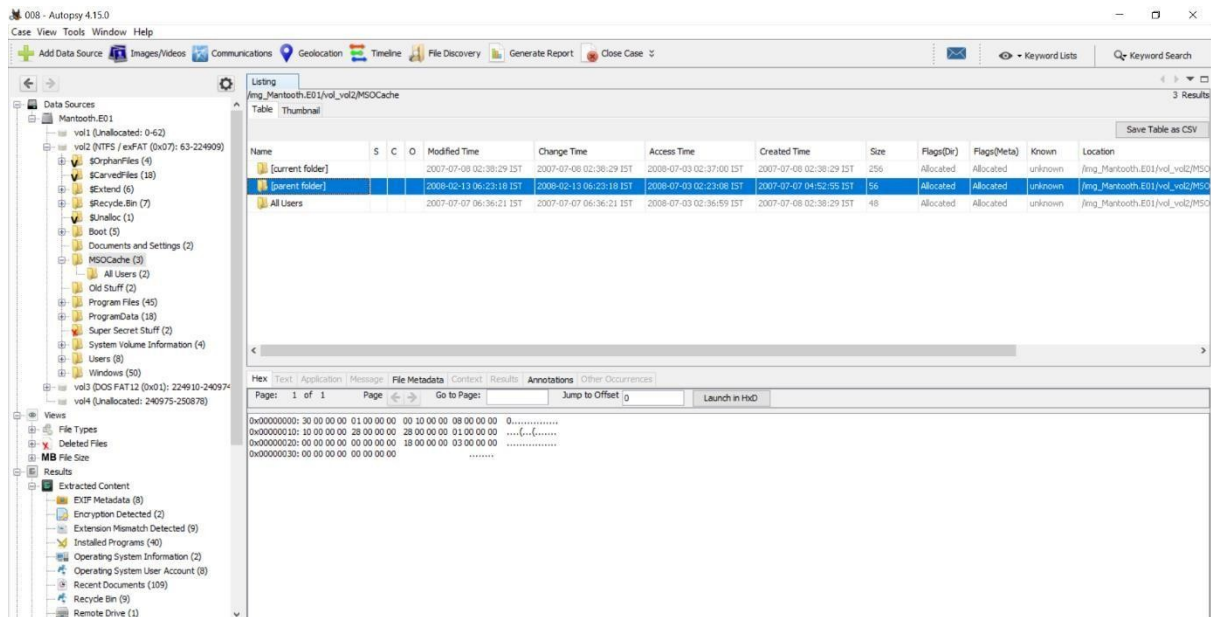 008 - Autopsy 4.15.0
Case View Tools Window Help
Add Data Source Images/Videos Communications Geolocation Timeline File Discovery Generate Report Close Case Keyword Lists Keyword Search
Data Sources
Mantooth.E01
vol1 (Unallocated: 0-62)
vol2 (NTFS / exFAT (0x07): 63-224909)
$OrphanFiles (4)
$CarvedFiles (18)
$Extend (6)
$Recycle.Bin (7)
$Unalloc (1)
Boot (5)
Documents and Settings (2)
MSOCache (3)
All Users (2)
Old Stuff (2)
Program Files (45)
ProgramData (18)
Super Secret Stuff (2)
System Volume Information (4)
Users (8)
Windows (50)
vol3 (DOS FAT12 (0x01): 224910-240974
vol4 (Unallocated: 240975-250878)
Views
File Types
Deleted Files
MB File Size
Results
Extracted Content
EXIF Metadata (8)
Encryption Detected (2)
Extension Mismatch Detected (9)
Installed Programs (40)
Operating System Information (2)
Operating System User Account (8)
Recent Documents (109)
Recycle Bin (9)
Remote Drive (1)
Listing
/img_Mantooth.E01/vol_vol2/MSOCache
3 Results
Table Thumbnail
Save Table as CSV
Name S C O Modified Time Change Time Access Time Created Time Size Flags(Dir) Flags(Meta) Known Location
[current folder] 2007-07-08 02:38:29 IST 2007-07-08 02:38:29 IST 2008-07-03 02:37:00 IST 2007-07-08 02:38:29 IST 256 Allocated Allocated unknown /img_Mantooth.E01/vol_vol2/MSO
[parent folder] 2008-02-13 06:23:18 IST 2008-02-13 06:23:18 IST 2008-07-03 02:23:08 IST 2007-07-07 04:52:55 IST 56 Allocated Allocated unknown /img_Mantooth.E01/vol_vol2/MSO
All Users 2007-07-07 06:36:21 IST 2007-07-07 06:36:21 IST 2008-07-03 02:36:59 IST 2007-07-08 02:38:29 IST 48 Allocated Allocated unknown /img_Mantooth.E01/vol_vol2/MSO
Hex Text Application Message File Metadata Context Results Annotations Other Occurrences
Page: 1 of 1 Page Go to Page: Jump to Offset 0 Launch in HxD
0x00000000: 30 00 00 00 01 00 00 00 00 10 00 00 08 00 00 00 0...............
0x00000010: 10 00 00 00 28 00 00 00 28 00 00 00 01 00 00 00 ....(...(.......
0x00000020: 00 00 00 00 00 00 00 00 18 00 00 00 03 00 00 00 ................
0x00000030: 00 00 00 00 00 00 00 00 ........